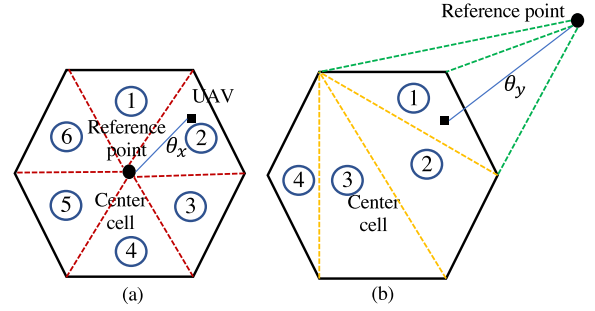 Reference point
1
UAV
6
Reference
point
2
θx
5
Center
cell
3
4
(a)
θy
1
2
4
3
Center
cell
(b)